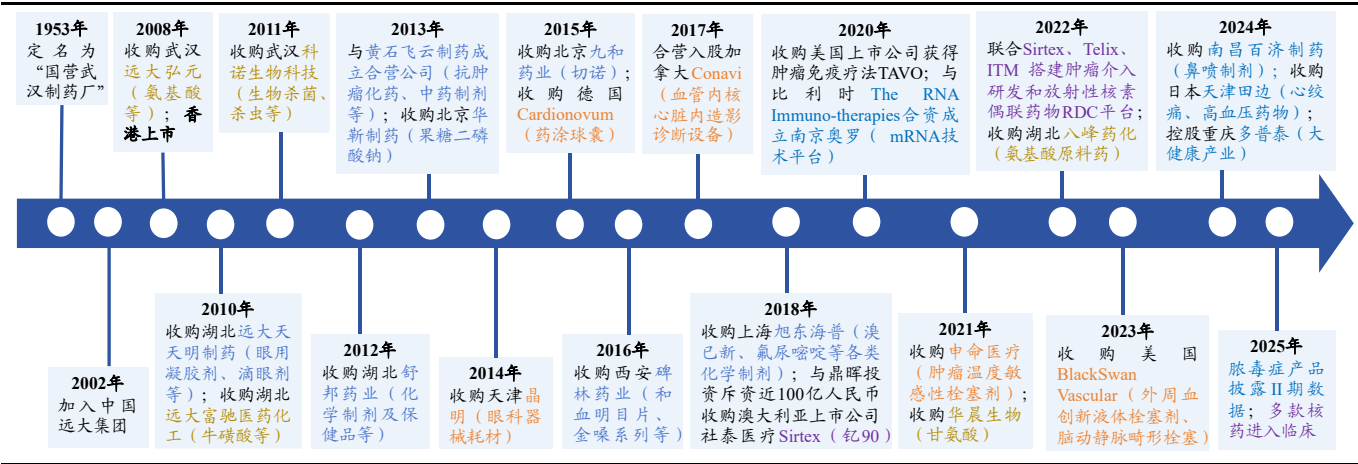 1953年
定名为
“国营武
汉制药厂”
2008年
收购武汉
远大弘元
（氨基酸
等）；香
港上市
2011年
收购武汉科
诺生物科技
（生物杀菌、
杀虫等）
2013年
与黄石飞云制药成
立合营公司（抗肿
瘤化药、中药制剂
等）；收购北京华
靳制药（果糖二磷
酸钠）
2015年
收购北京九和
药业（切诺）；
收购德国
Cardionovum
（药涂球囊）
2017年
合营入股加
拿大Conavi
（血管内核
心脏内造影
诊断设备）
2020年
收购美国上市公司获得
肿瘤免疫疗法TAVO；与
比利时 The RNA
Immuno-therapies合资成
立南京奥罗（ mRNA技
术平台）
2022年
联合Sirtex、Telix、
ITM 搭建肿瘤介入
研发和放射性核素
偶联药物RDC平台；
收购湖北八峰药化
（氨基酸原料药）
2024年
收购南昌百济制药
（鼻喷制剂）；收购
日本天津田边（心绞
痛、高血压药物）；
控股重庆多普泰（大
健康产业）
2002年
加入中国
远大集团
2010年
收购湖北远大天
天明制药（眼用
凝胶剂、滴眼剂
等）；收购湖北
远大富驰医药化
工（牛磺酸等）
2012年
收购湖北舒
邦药业（化
学制剂及保
健品等）
2014年
收购天津晶
明（眼科器
械耗材）
2016年
收购西安碑
林药业（和
血明目片、
金嗓系列等）
2018年
收购上海旭东海普（溴
已新、氟尿嘧啶等各类
化学制剂）；与鼎晖投
资斥资近100亿人民币
收购澳大利亚上市公司
社泰医疗Sirtex（钇90）
2021年
收购申命医疗
（肿瘤温度敏
感性栓塞剂）；
收购华晨生物
（甘氨酸）
2023年
收购美国
BlackSwan
Vascular（外周血
创新液体栓塞剂、
脑动静脉畸形栓塞）
2025年
脓毒症产品
披露Ⅱ期数
据；多款核
药进入临床